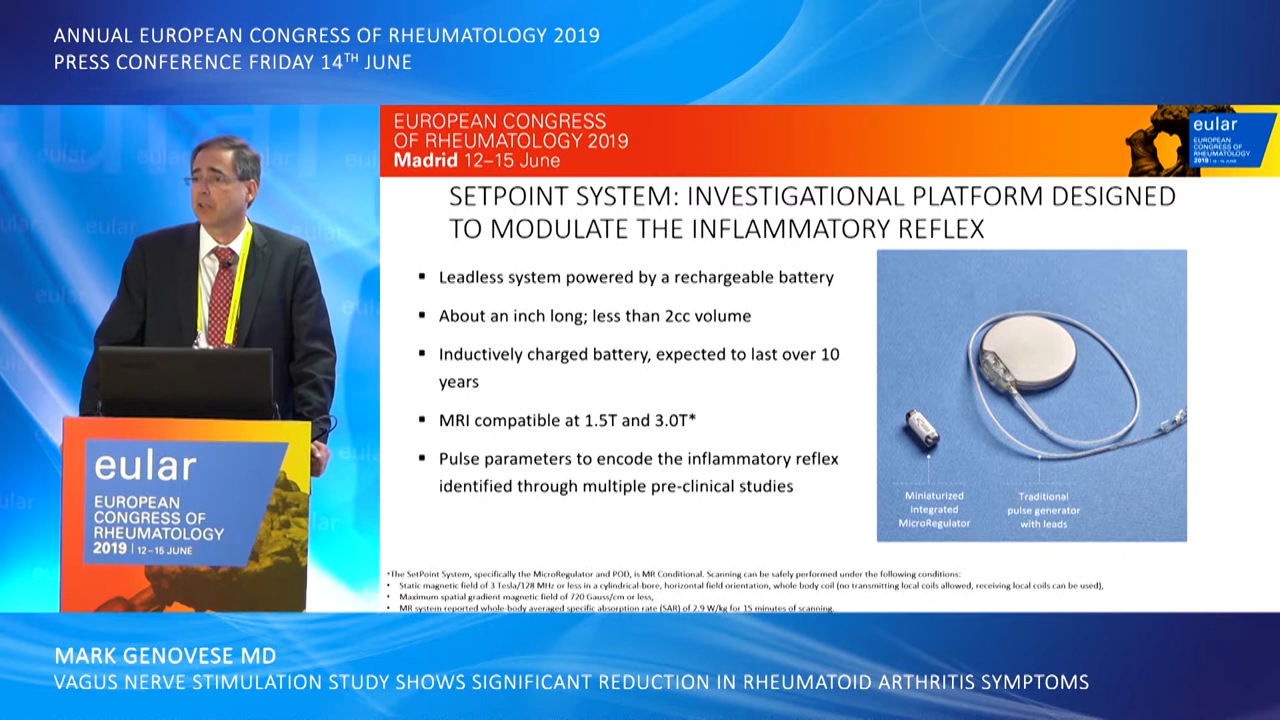 ANNUAL EUROPEAN CONGRESS OF RHEUMATOLOGY 2019
PRESS CONFERENCE FRIDAY 14TH JUNE
EUROPEAN CONGRESS
OF RHEUMATOLOGY 2019
Madrid 12–15 June
eular
EUROPEAN
CONGRESS OF
RHEUMATOLOGY
2019 | 12 – 15 JUNE
SETPOINT SYSTEM: INVESTIGATIONAL PLATFORM DESIGNED
TO MODULATE THE INFLAMMATORY REFLEX
▪ Leadless system powered by a rechargeable battery
▪ About an inch long; less than 2cc volume
▪ Inductively charged battery, expected to last over 10
years
▪ MRI compatible at 1.5T and 3.0T*
▪ Pulse parameters to encode the inflammatory reflex
identified through multiple pre-clinical studies
Miniaturized
integrated
MicroRegulator
Traditional
pulse generator
with leads
*The SetPoint System, specifically the MicroRegulator and POD, is MR Conditional. Scanning can be safely performed under the following conditions:
• Static magnetic field of 3 Tesla/128 MHz or less in a cylindrical-bore, horizontal field orientation, whole body coil (no transmitting local coils allowed, receiving local coils can be used),
• Maximum spatial gradient magnetic field of 720 Gauss/cm or less,
• MR system reported whole-body averaged specific absorption rate (SAR) of 2.9 W/kg for 15 minutes of scanning.
eular
EUROPEAN
CONGRESS OF
RHEUMATOLOGY
2019 | 12 – 15 JUNE
MARK GENOVESE MD
VAGUS NERVE STIMULATION STUDY SHOWS SIGNIFICANT REDUCTION IN RHEUMATOID ARTHRITIS SYMPTOMS